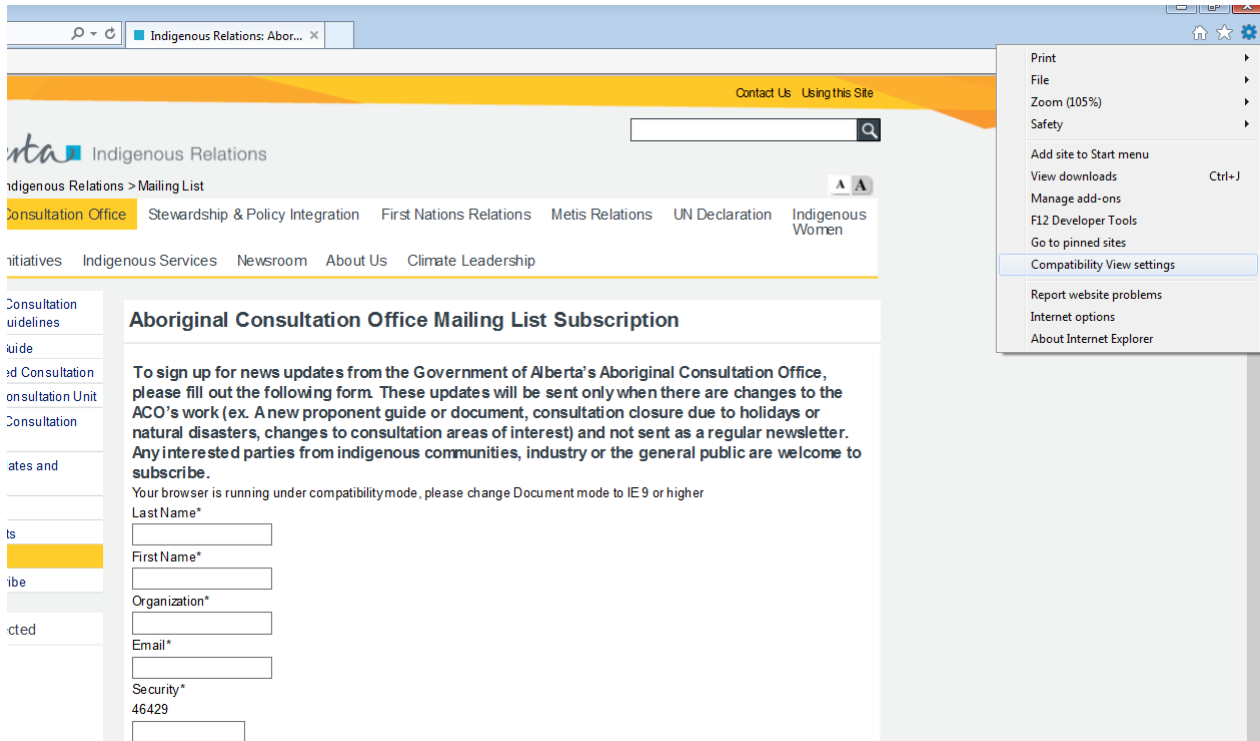 Indigenous Relations: Abor...
Contact Us Using this Site
Indigenous Relations
ndigenous Relations > Mailing List
A A
Consultation Office Stewardship & Policy Integration First Nations Relations Metis Relations UN Declaration Indigenous
Women
nitiatives Indigenous Services Newsroom About Us Climate Leadership
Consultation
uidelines
uide
ed Consultation
onsultation Unit
Consultation
ates and
ts
ibe
cted
Aboriginal Consultation Office Mailing List Subscription
To sign up for news updates from the Government of Alberta's Aboriginal Consultation Office,
please fill out the following form. These updates will be sent only when there are changes to the
ACO's work (ex. A new proponent guide or document, consultation closure due to holidays or
natural disasters, changes to consultation areas of interest) and not sent as a regular newsletter.
Any interested parties from indigenous communities, industry or the general public are welcome to
subscribe.
Your browser is running under compatibility mode, please change Document mode to IE 9 or higher
Last Name*
First Name*
Organization*
Email*
Security*
46429
Print
File
Zoom (105%)
Safety
Add site to Start menu
View downloads Ctrl+J
Manage add-ons
F12 Developer Tools
Go to pinned sites
Compatibility View settings
Report website problems
Internet options
About Internet Explorer